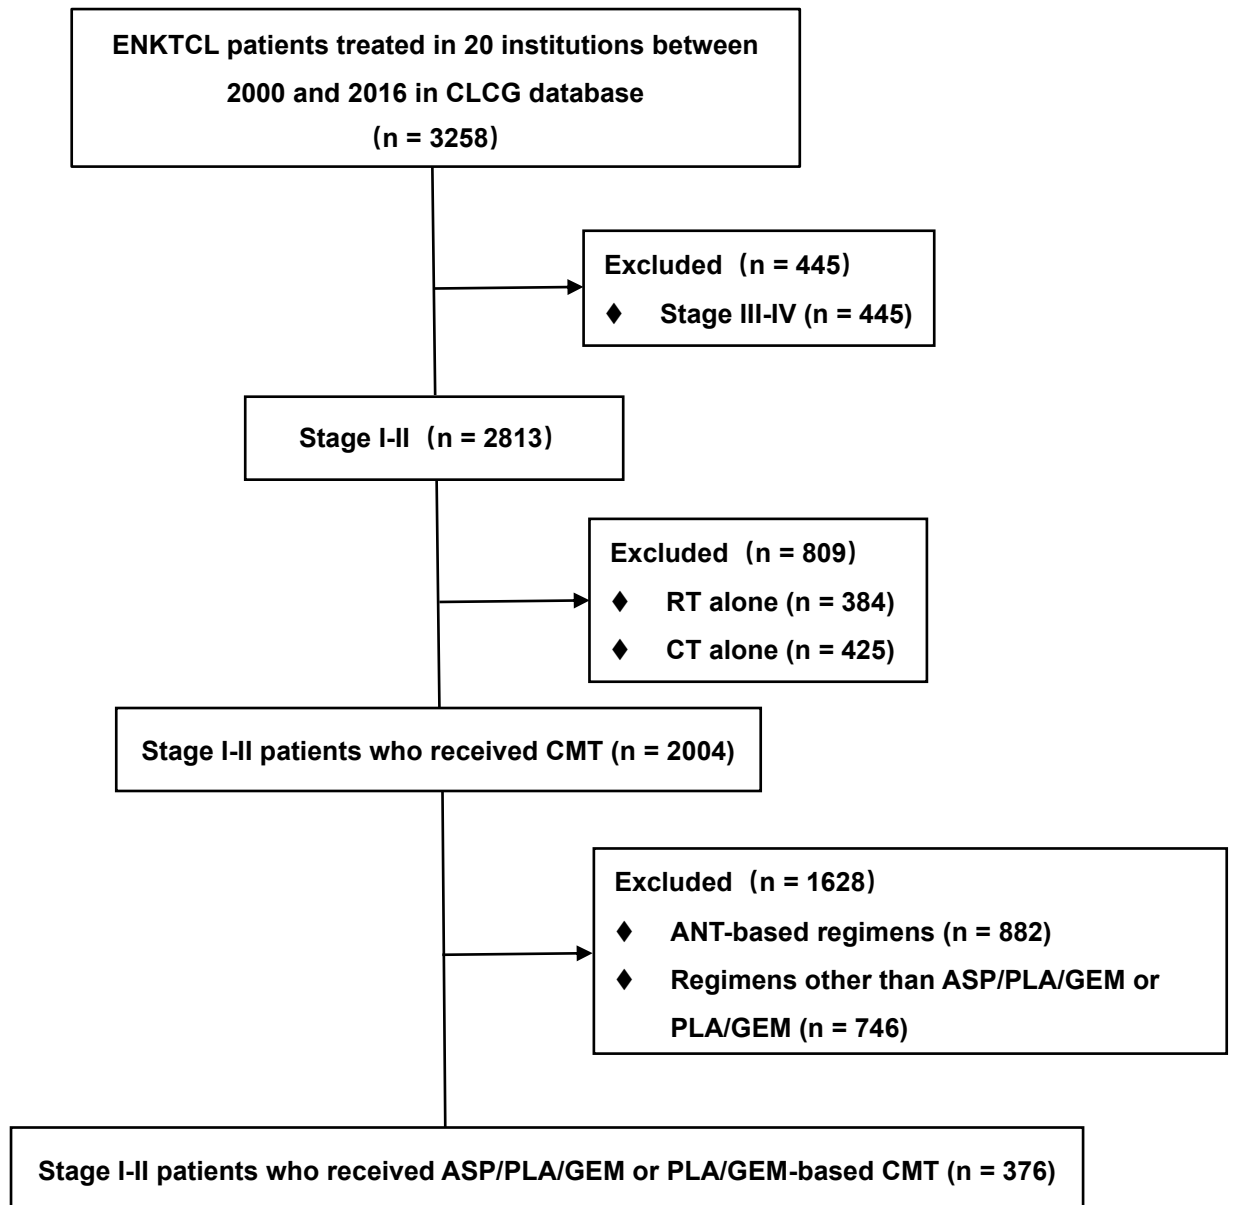 ENKTCL patients treated in 20 institutions between
2000 and 2016 in CLCG database
（n = 3258）
Excluded（n = 445）
♦ Stage III-IV (n = 445)
Stage I-II（n = 2813）
Excluded（n = 809）
♦ RT alone (n = 384)
♦ CT alone (n = 425)
Stage I-II patients who received CMT (n = 2004)
Excluded（n = 1628）
♦ ANT-based regimens (n = 882)
♦ Regimens other than ASP/PLA/GEM or
PLA/GEM (n = 746)
Stage I-II patients who received ASP/PLA/GEM or PLA/GEM-based CMT (n = 376)